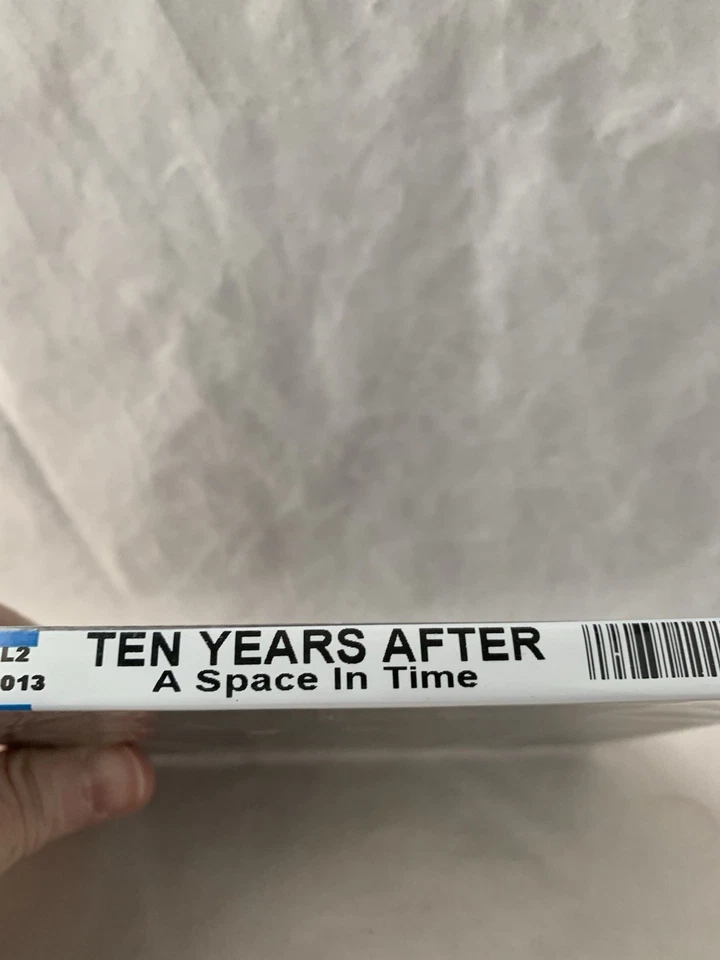 L2
013
TEN YEARS AFTER
A Space In Time